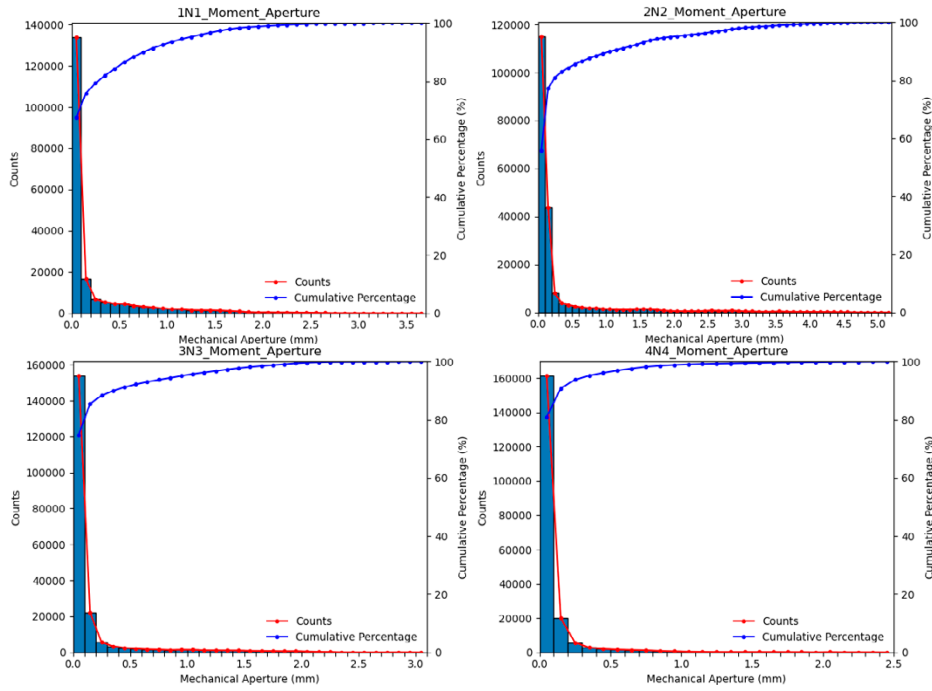 1N1_Moment_Aperture
140000
120000
100000
80000
60000
40000
20000
0
Counts
100
80
60
40
20
0
Cumulative Percentage (%)
Counts
Cumulative Percentage
0.0 0.5 1.0 1.5 2.0 2.5 3.0 3.5
Mechanical Aperture (mm)
2N2_Moment_Aperture
120000
100000
80000
60000
40000
20000
0
Counts
100
80
60
40
20
0
Cumulative Percentage (%)
Counts
Cumulative Percentage
0.0 0.5 1.0 1.5 2.0 2.5 3.0 3.5 4.0 4.5 5.0
Mechanical Aperture (mm)
3N3_Moment_Aperture
160000
140000
120000
100000
80000
60000
40000
20000
0
Counts
100
80
60
40
20
0
Cumulative Percentage (%)
Counts
Cumulative Percentage
0.0 0.5 1.0 1.5 2.0 2.5 3.0
Mechanical Aperture (mm)
4N4_Moment_Aperture
160000
140000
120000
100000
80000
60000
40000
20000
0
Counts
100
80
60
40
20
0
Cumulative Percentage (%)
Counts
Cumulative Percentage
0.0 0.5 1.0 1.5 2.0 2.5
Mechanical Aperture (mm)